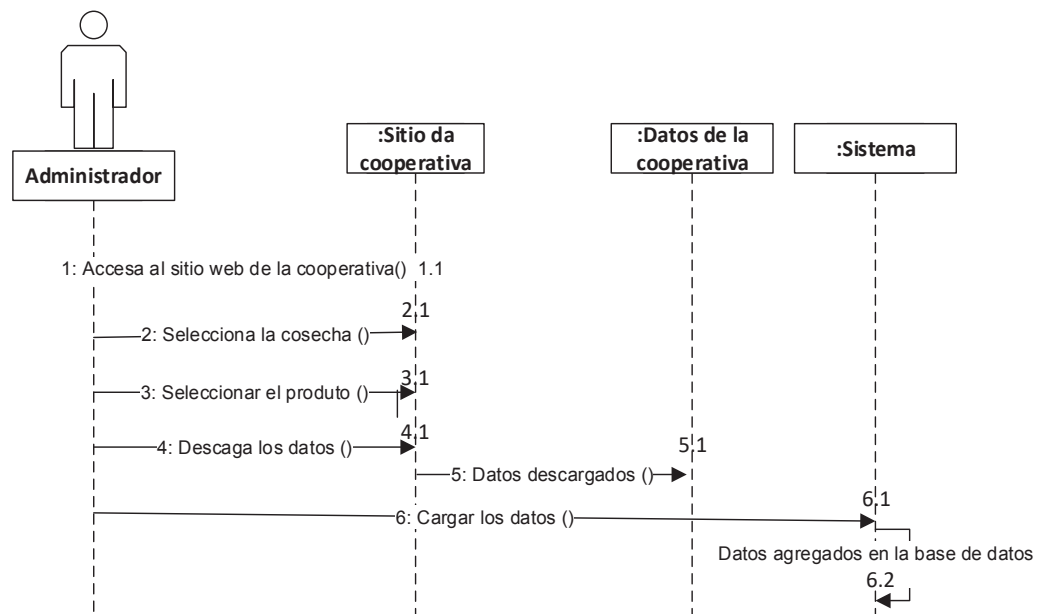 :Sitio da
cooperativa
:Datos de la
cooperativa
:Sistema
Administrador
1: Accesa al sitio web de la cooperativa() 1.1
2.1
2: Selecciona la cosecha ()
3.1
3: Seleccionar el produto ()
4.1
4: Descaga los datos ()
5.1
5: Datos descargados ()
6.1
6: Cargar los datos ()
Datos agregados en la base de datos
6.2